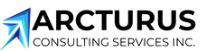 ARCTURUS
CONSULTING SERVICES INC.